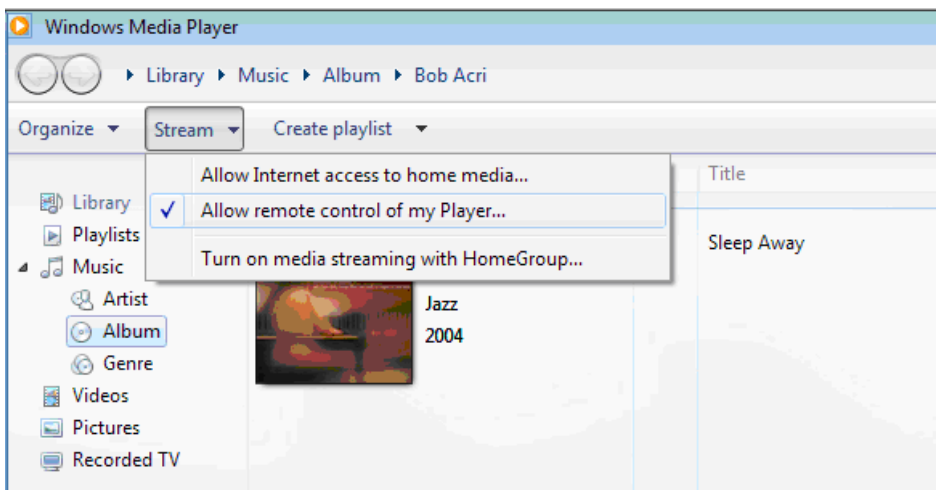 Windows Media Player
Library Music Album Bob Acri
Organize Stream Create playlist
Allow Internet access to home media...
Allow remote control of my Player...
Turn on media streaming with HomeGroup...
Title
Library
Playlists
Music
Artist
Album
Genre
Videos
Pictures
Recorded TV
Jazz
2004
Sleep Away